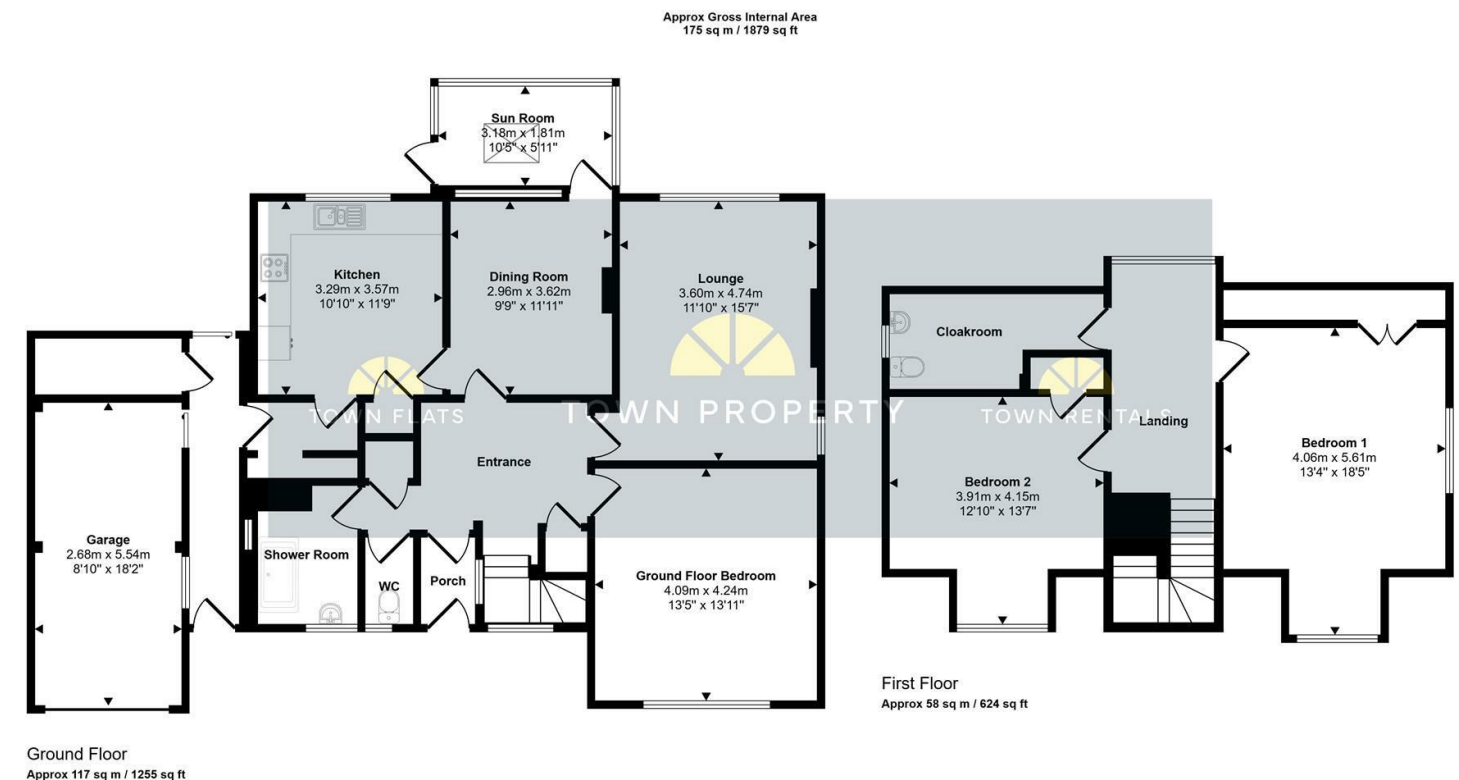 Approx Gross Internal Area
175 sq m / 1879 sq ft
Sun Room
3.18m x 1.81m
10'5" x 5'11"
Kitchen
3.29m x 3.57m
10'10" x 11'9"
Dining Room
2.96m x 3.62m
9'9" x 11'11"
Lounge
3.60m x 4.74m
11'10" x 15'7"
TOWN FLATS
TOWN PROPERTY
TOWN RENTALS
Entrance
Garage
2.68m x 5.54m
8'10" x 18'2"
Shower Room
WC
Porch
Ground Floor Bedroom
4.09m x 4.24m
13'5" x 13'11"
Cloakroom
Landing
Bedroom 1
4.06m x 5.61m
13'4" x 18'5"
Bedroom 2
3.91m x 4.15m
12'10" x 13'7"
First Floor
Approx 58 sq m / 624 sq ft
Ground Floor
Approx 117 sq m / 1255 sq ft